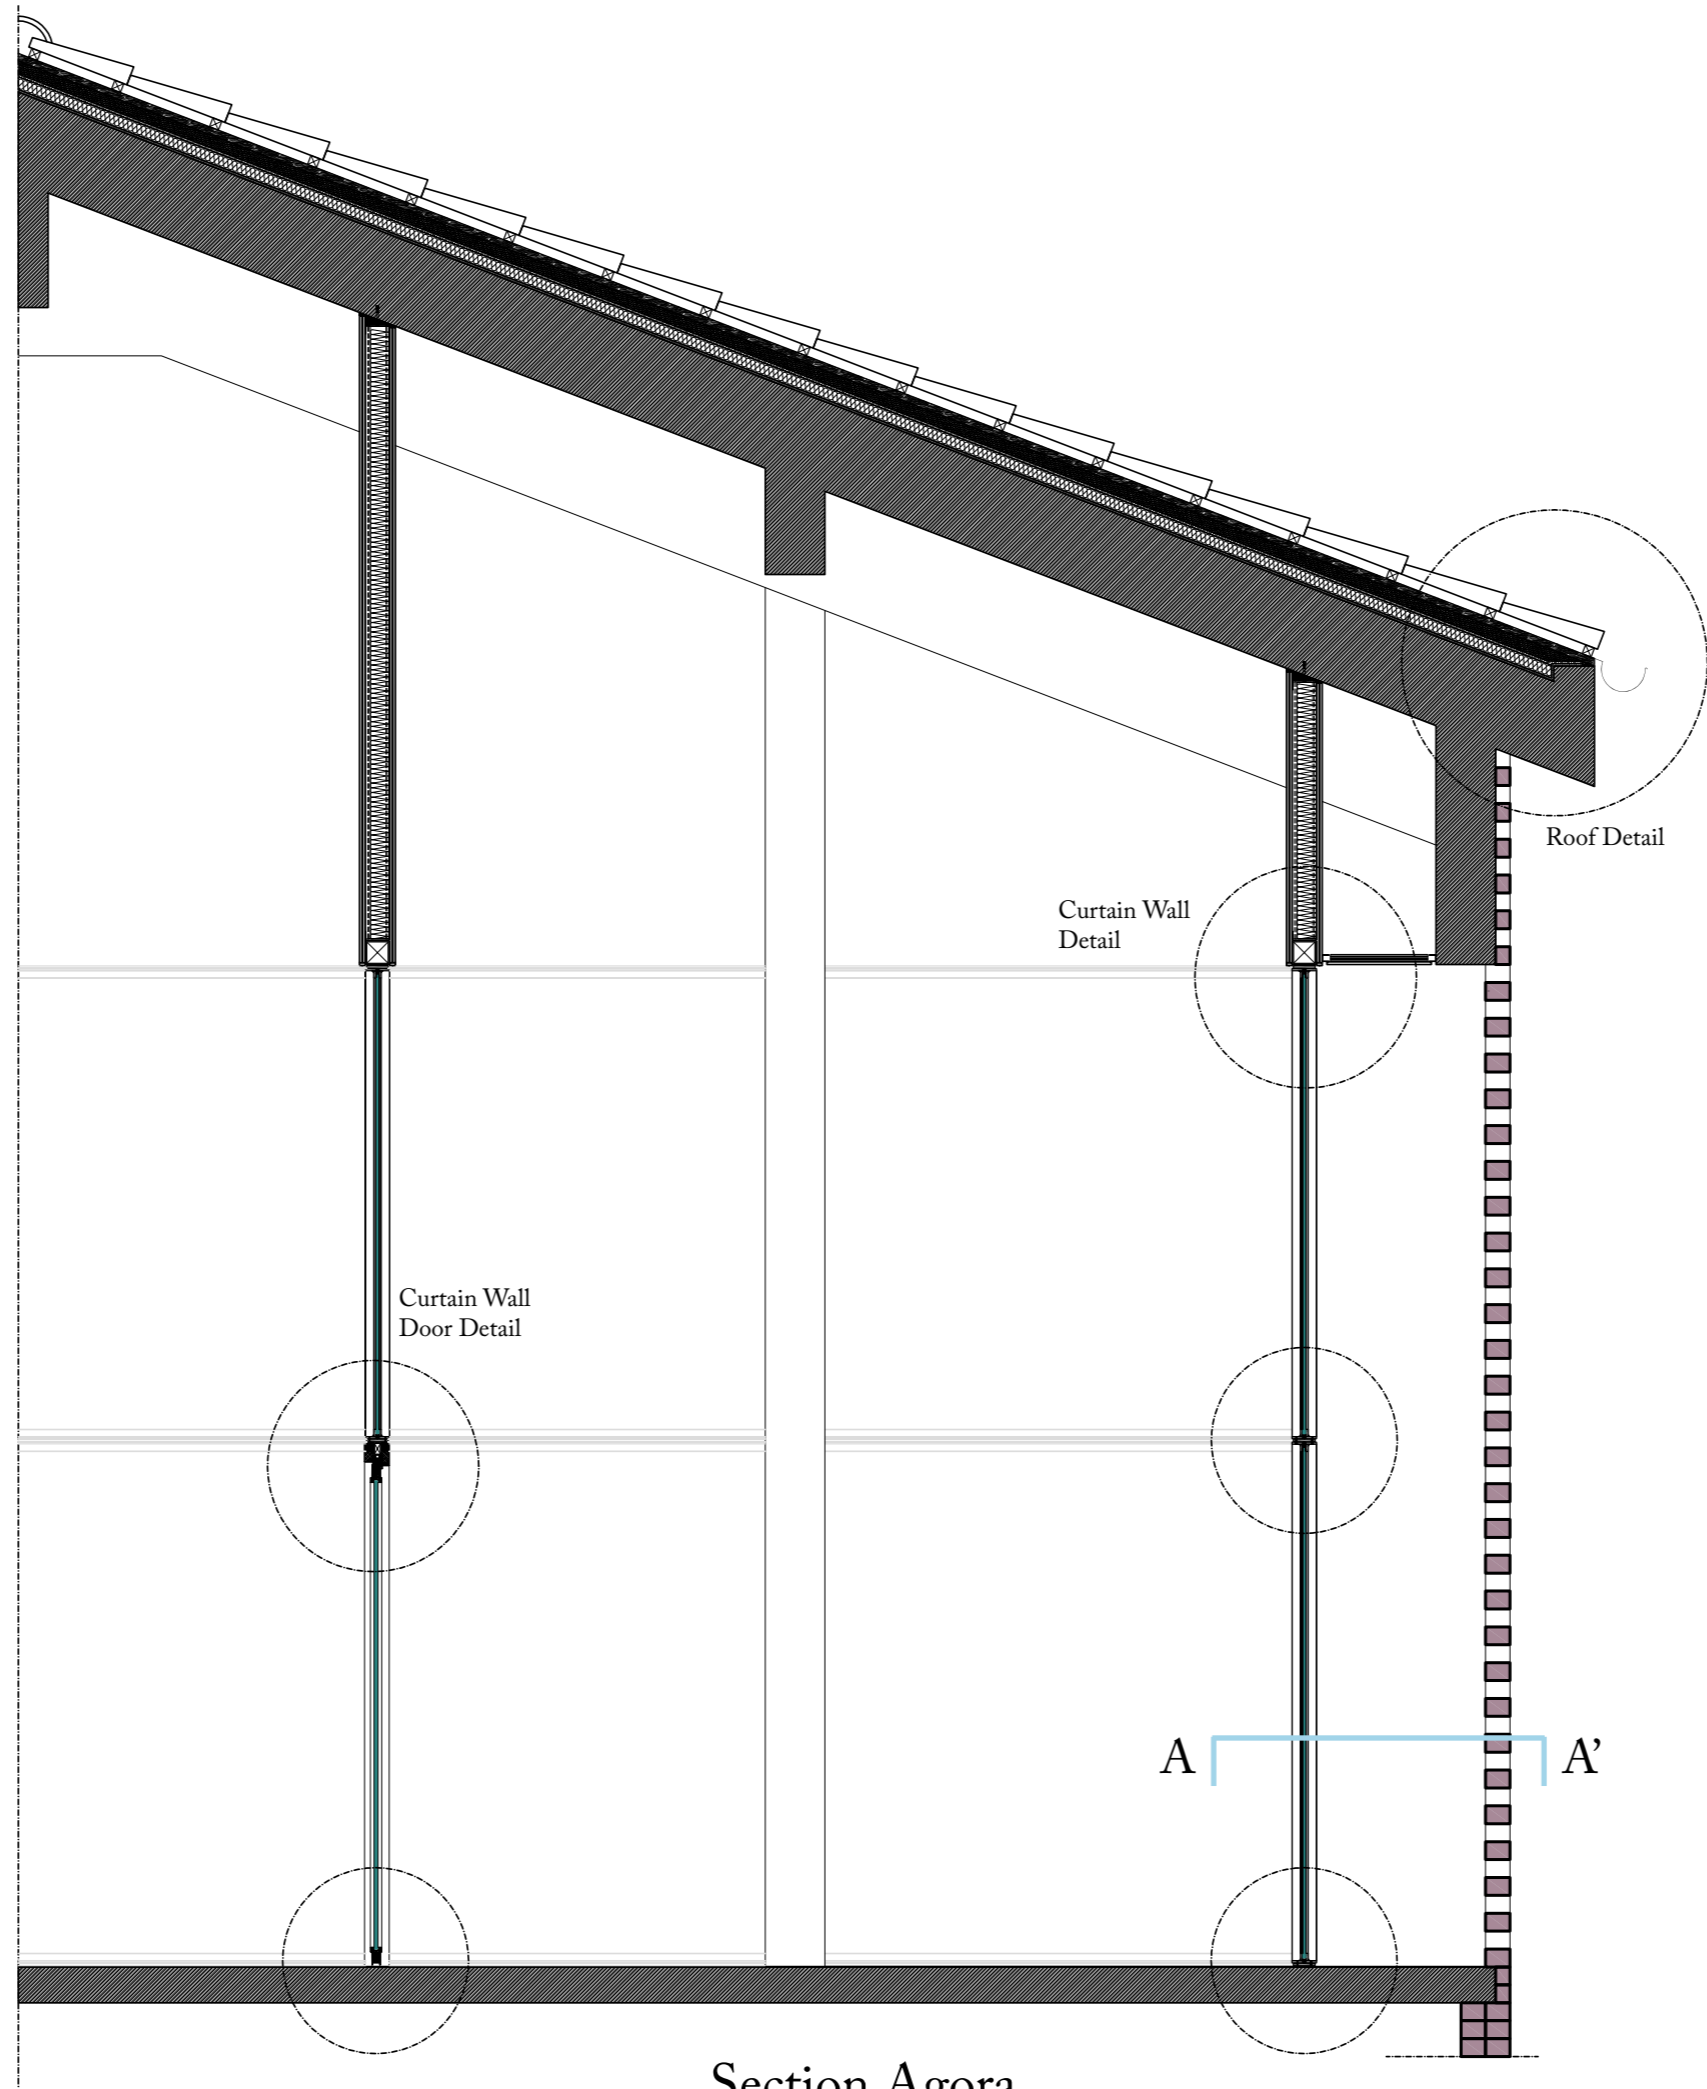 Roof Detail
Curtain Wall
Detail
Curtain Wall
Door Detail
A A’
Section Agora